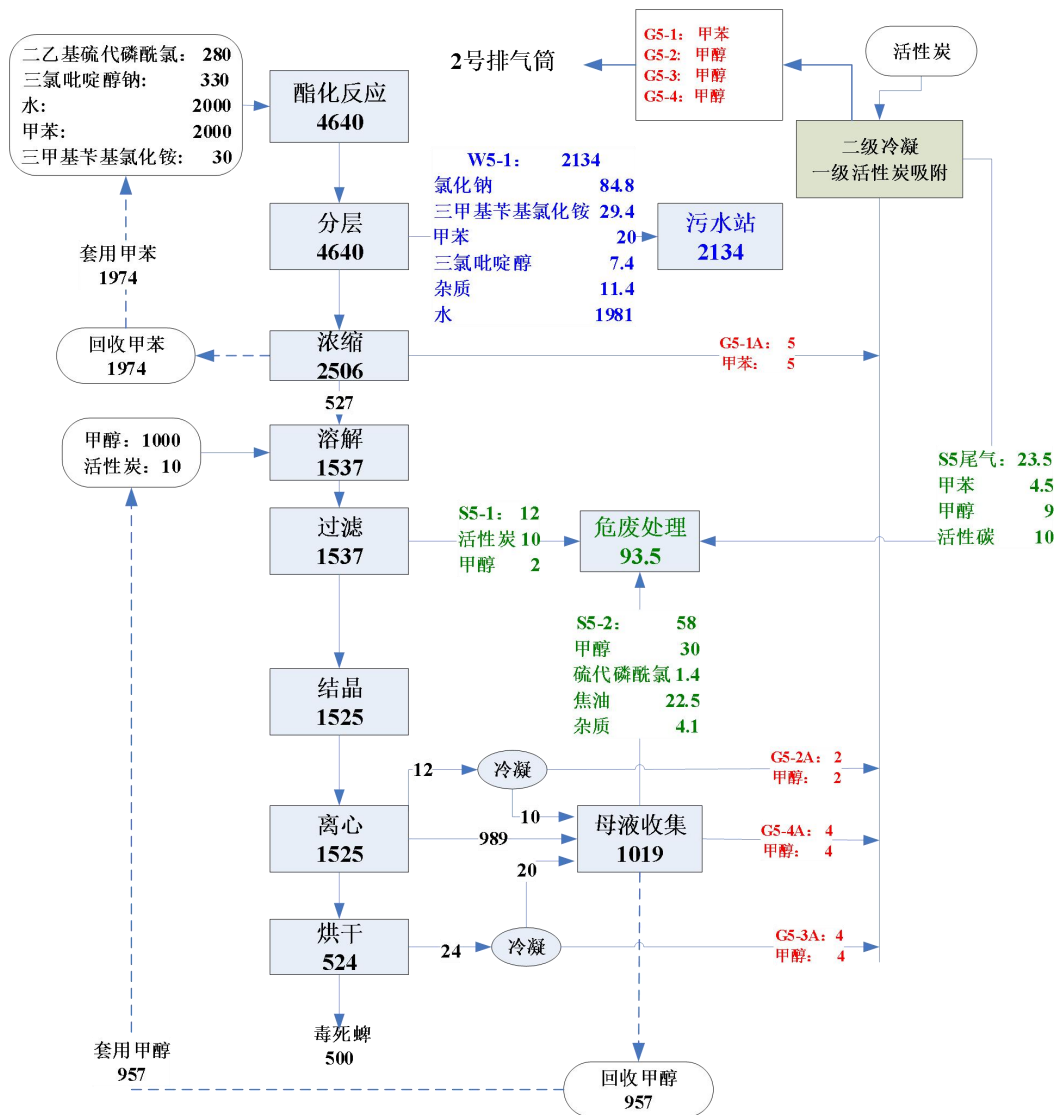 二乙基硫代磷酰氯：280
三氯吡啶醇钠：330
水：2000
甲苯：2000
三甲基苄基氯化铵：30
酯化反应
4640
2号排气筒
G5-1：甲苯
G5-2：甲醇
G5-3：甲醇
G5-4：甲醇
活性炭
二级冷凝
一级活性炭吸附
W5-1：2134
氯化钠 84.8
三甲基苄基氯化铵 29.4
甲苯 20
三氯吡啶醇 7.4
杂质 11.4
水 1981
分层
4640
污水站
2134
套用甲苯
1974
回收甲苯
1974
浓缩
2506
G5-1A：5
甲苯：5
527
甲醇：1000
活性炭：10
溶解
1537
过滤
1537
S5-1：12
活性炭 10
甲醇 2
危废处理
93.5
S5尾气：23.5
甲苯 4.5
甲醇 9
活性碳 10
S5-2：58
甲醇 30
硫代磷酰氯 1.4
焦油 22.5
杂质 4.1
结晶
1525
12
冷凝
G5-2A：2
甲醇：2
10
离心
1525
989
母液收集
1019
G5-4A：4
甲醇：4
20
烘干
524
24
冷凝
G5-3A：4
甲醇：4
毒死蜱
500
套用甲醇
957
回收甲醇
957